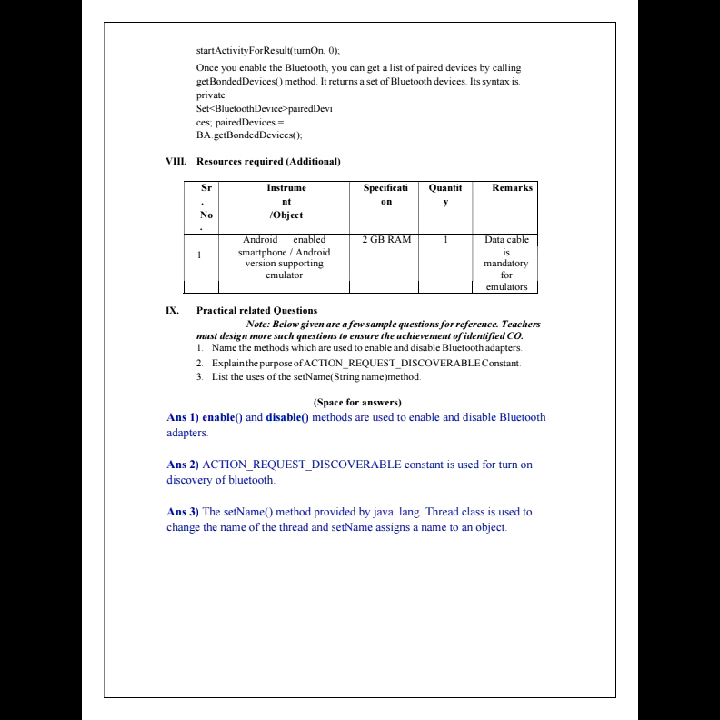 startActivityForResult(turnOn, 0);
Once you enable the Bluetooth, you can get a list of paired devices by calling
getBondedDevices() method. It returns a set of Bluetooth devices. Its syntax is.
private
Set<BluetoothDevice>pairedDevi
ces; pairedDevices =
BA.getBondedDevices();
VIII. Resources required (Additional)
Sr
.
No
.
Instrume
nt
/Object
Specificati
on
Quantit
y
Remarks
1
Android enabled
smartphone / Android
version supporting
emulator
2 GB RAM
1
Data cable
is
mandatory
for
emulators
IX. Practical related Questions
Note: Below given are a few sample questions for reference. Teachers
must design more such questions to ensure the achievement of identified CO.
1. Name the methods which are used to enable and disable Bluetooth adapters.
2. Explain the purpose of ACTION_REQUEST_DISCOVERABLE Constant.
3. List the uses of the setName(String name)method.
(Space for answers)
Ans 1) enable() and disable() methods are used to enable and disable Bluetooth
adapters.
Ans 2) ACTION_REQUEST_DISCOVERABLE constant is used for turn on
discovery of bluetooth.
Ans 3) The setName() method provided by java. lang. Thread class is used to
change the name of the thread and setName assigns a name to an object.